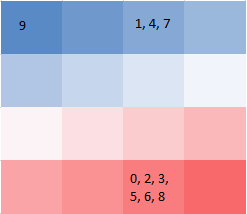 9
1, 4, 7
0, 2, 3,
5, 6, 8